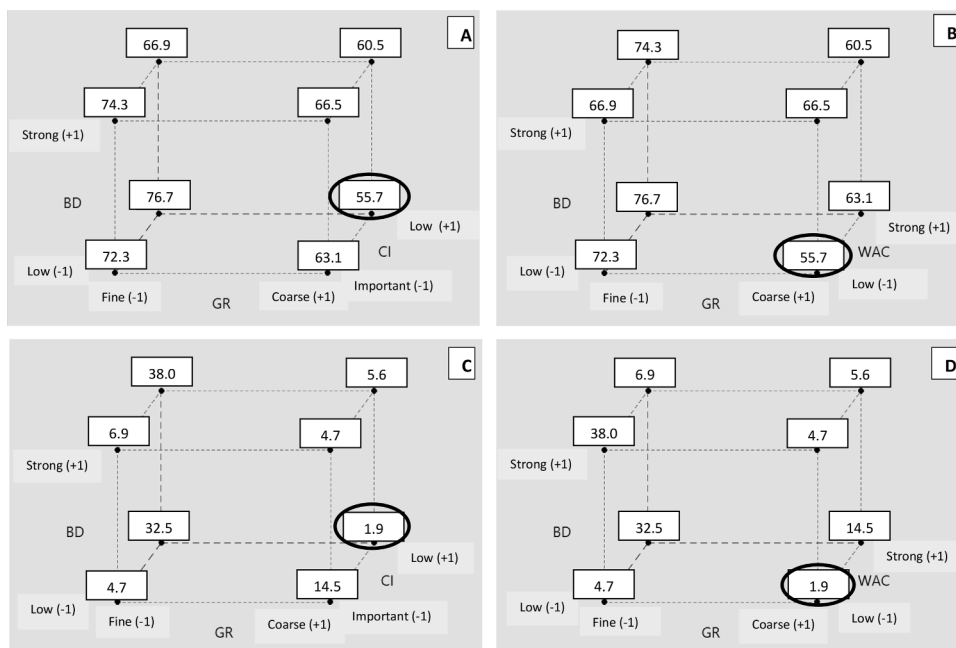 A
66.9
60.5
74.3
66.5
Strong (+1)
76.7
55.7
BD
Low (+1)
72.3
63.1
CI
Low (-1)
Important (-1)
Fine (-1)
Coarse (+1)
GR
B
74.3
60.5
66.9
66.5
Strong (+1)
76.7
63.1
BD
Strong (+1)
72.3
55.7
WAC
Low (-1)
Low (-1)
Fine (-1)
Coarse (+1)
GR
C
38.0
5.6
6.9
4.7
Strong (+1)
32.5
1.9
BD
Low (+1)
4.7
14.5
CI
Low (-1)
Important (-1)
Fine (-1)
Coarse (+1)
GR
D
6.9
5.6
38.0
4.7
Strong (+1)
32.5
14.5
BD
Strong (+1)
4.7
1.9
WAC
Low (-1)
Low (-1)
Fine (-1)
Coarse (+1)
GR